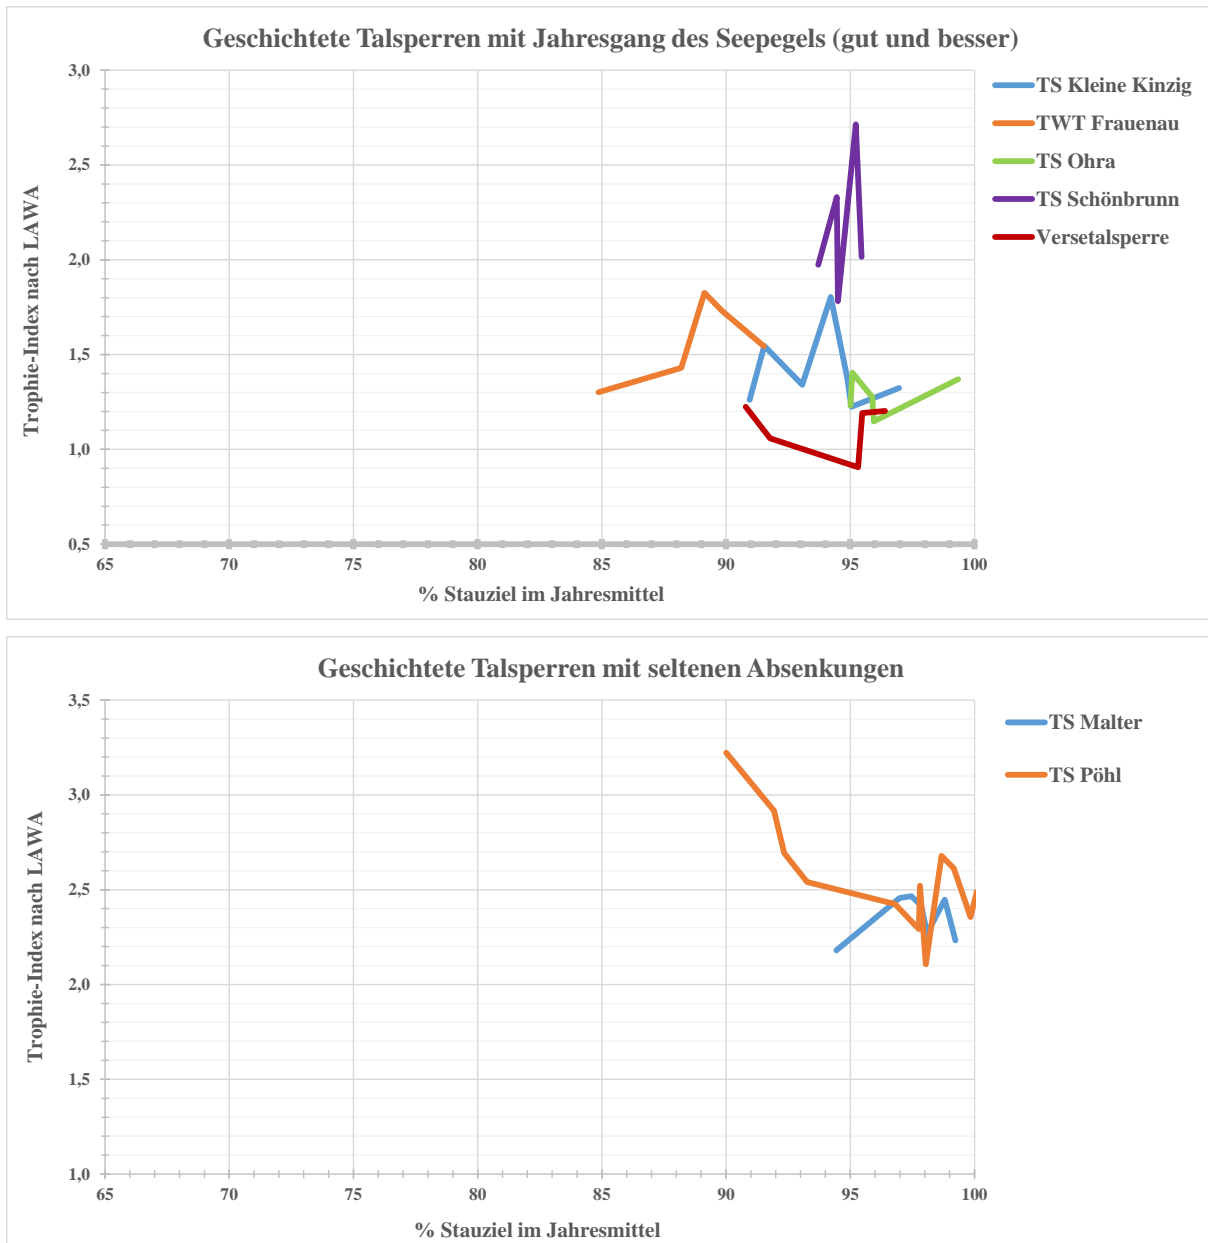 Geschichtete Talsperren mit Jahresgang des Seepegels (gut und besser)
3,0
2,5
2,0
1,5
1,0
0,5
Trophie-Index nach LAWA
65 70 75 80 85 90 95 100
% Stauziel im Jahresmittel
TS Kleine Kinzig
TWT Frauenau
TS Ohra
TS Schönbrunn
Versetalsperre
Geschichtete Talsperren mit seltenen Absenkungen
3,5
3,0
2,5
2,0
1,5
1,0
Trophie-Index nach LAWA
65 70 75 80 85 90 95 100
% Stauziel im Jahresmittel
TS Malter
TS Pöhl